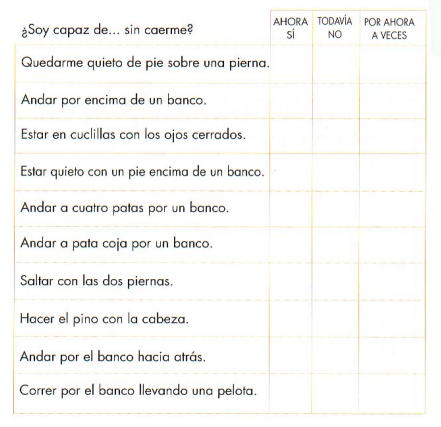 ¿Soy capaz de... sin caerme?
AHORA SÍ
TODAVÍA NO
POR AHORA A VECES
Quedarme quieto de pie sobre una pierna.
Andar por encima de un banco.
Estar en cuclillas con los ojos cerrados.
Estar quieto con un pie encima de un banco.
Andar a cuatro patas por un banco.
Andar a pata coja por un banco.
Saltar con las dos piernas.
Hacer el pino con la cabeza.
Andar por el banco hacia atrás.
Correr por el banco llevando una pelota.